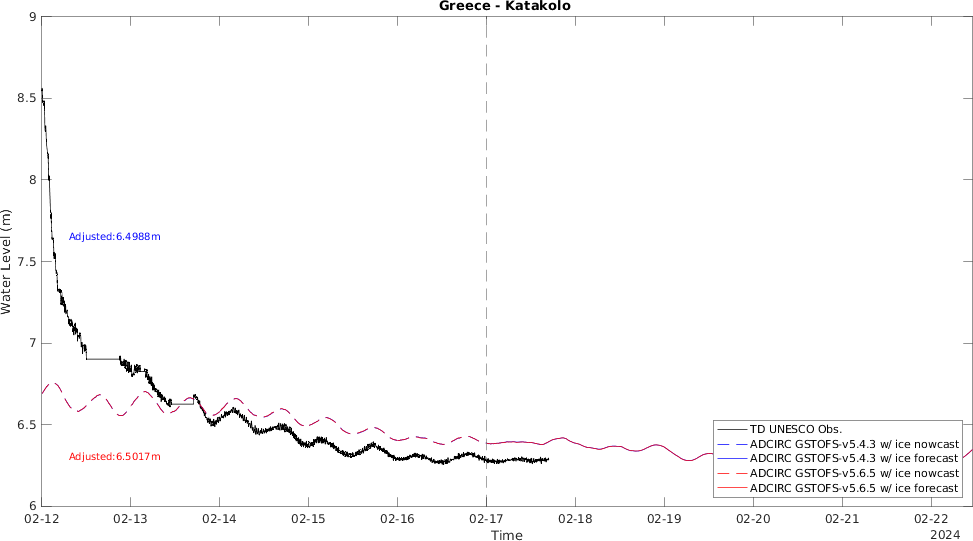 Greece - Katakolo
Water Level (m)
9
8.5
8
7.5
7
6.5
6
Adjusted:6.4988m
Adjusted:6.5017m
TD UNESCO Obs.
ADCIRC GSTOFS-v5.4.3 w/ ice nowcast
ADCIRC GSTOFS-v5.4.3 w/ ice forecast
ADCIRC GSTOFS-v5.6.5 w/ ice nowcast
ADCIRC GSTOFS-v5.6.5 w/ ice forecast
02-12 02-13 02-14 02-15 02-16 02-17 02-18 02-19 02-20 02-21 02-22
Time
2024